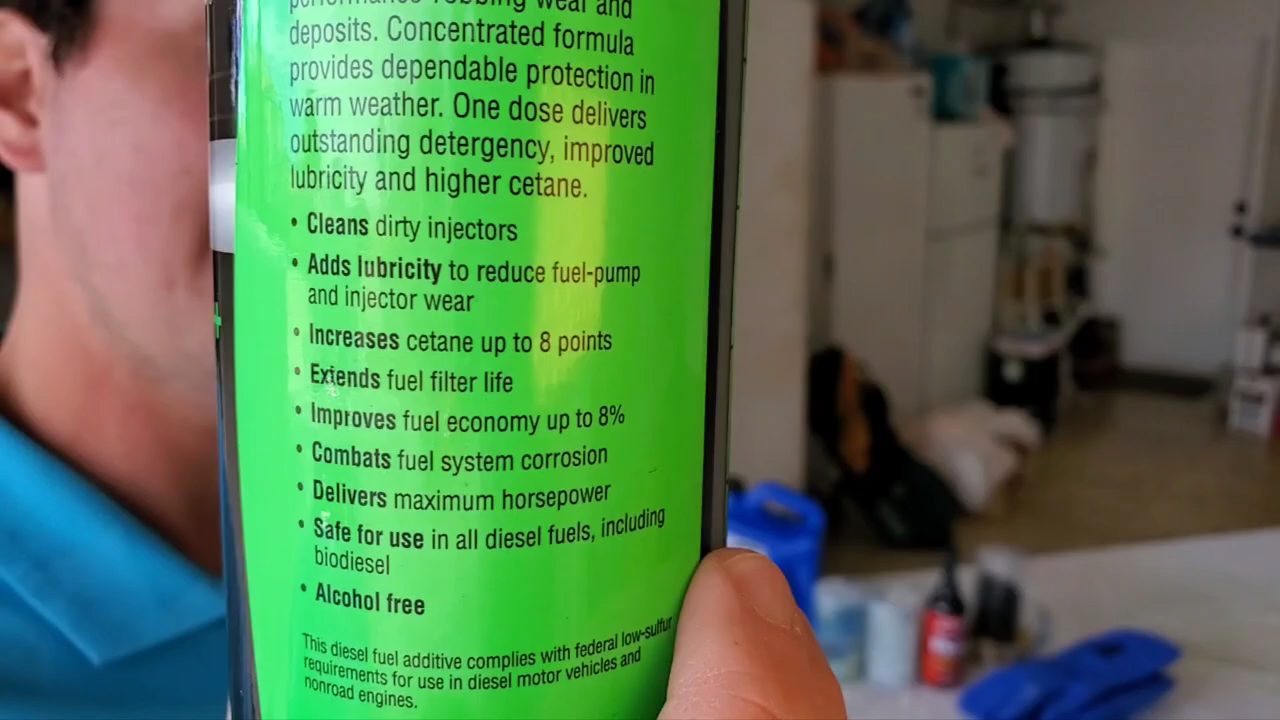 performance robbing wear and
deposits. Concentrated formula
provides dependable protection in
warm weather. One dose delivers
outstanding detergency, improved
lubricity and higher cetane.
• Cleans dirty injectors
• Adds lubricity to reduce fuel-pump
and injector wear
• Increases cetane up to 8 points
• Extends fuel filter life
• Improves fuel economy up to 8%
• Combats fuel system corrosion
• Delivers maximum horsepower
• Safe for use in all diesel fuels, including
biodiesel
• Alcohol free
This diesel fuel additive complies with federal low-sulfur
requirements for use in diesel motor vehicles and
nonroad engines.